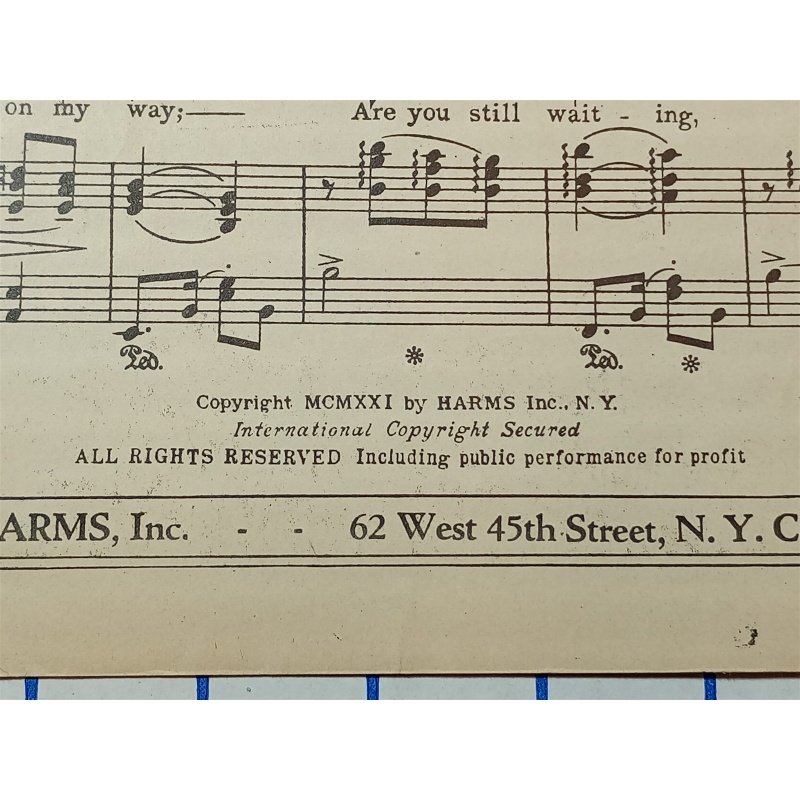 on my way;— Are you still wait - ing,
Ped. Ped.
Copyright MCMXXI by HARMS Inc., N. Y.
International Copyright Secured
ALL RIGHTS RESERVED Including public performance for profit
ARMS, Inc. - - 62 West 45th Street, N. Y. C